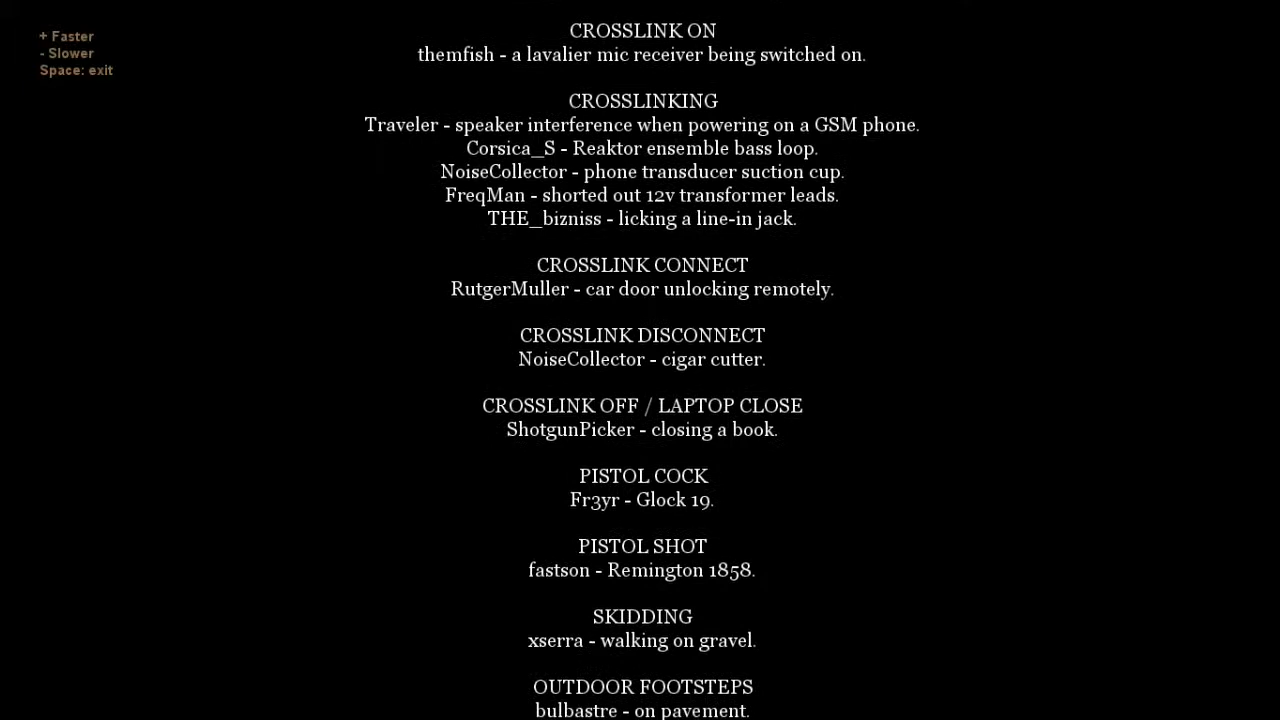 + Faster
- Slower
Space: exit
CROSSLINK ON
themfish - a lavalier mic receiver being switched on.
CROSSLINKING
Traveler - speaker interference when powering on a GSM phone.
Corsica_S - Reaktor ensemble bass loop.
NoiseCollector - phone transducer suction cup.
FreqMan - shorted out 12v transformer leads.
THE_bizniss - licking a line-in jack.
CROSSLINK CONNECT
RutgerMuller - car door unlocking remotely.
CROSSLINK DISCONNECT
NoiseCollector - cigar cutter.
CROSSLINK OFF / LAPTOP CLOSE
ShotgunPicker - closing a book.
PISTOL COCK
Fr3yr - Glock 19.
PISTOL SHOT
fastson - Remington 1858.
SKIDDING
xserra - walking on gravel.
OUTDOOR FOOTSTEPS
bulbastre - on pavement.